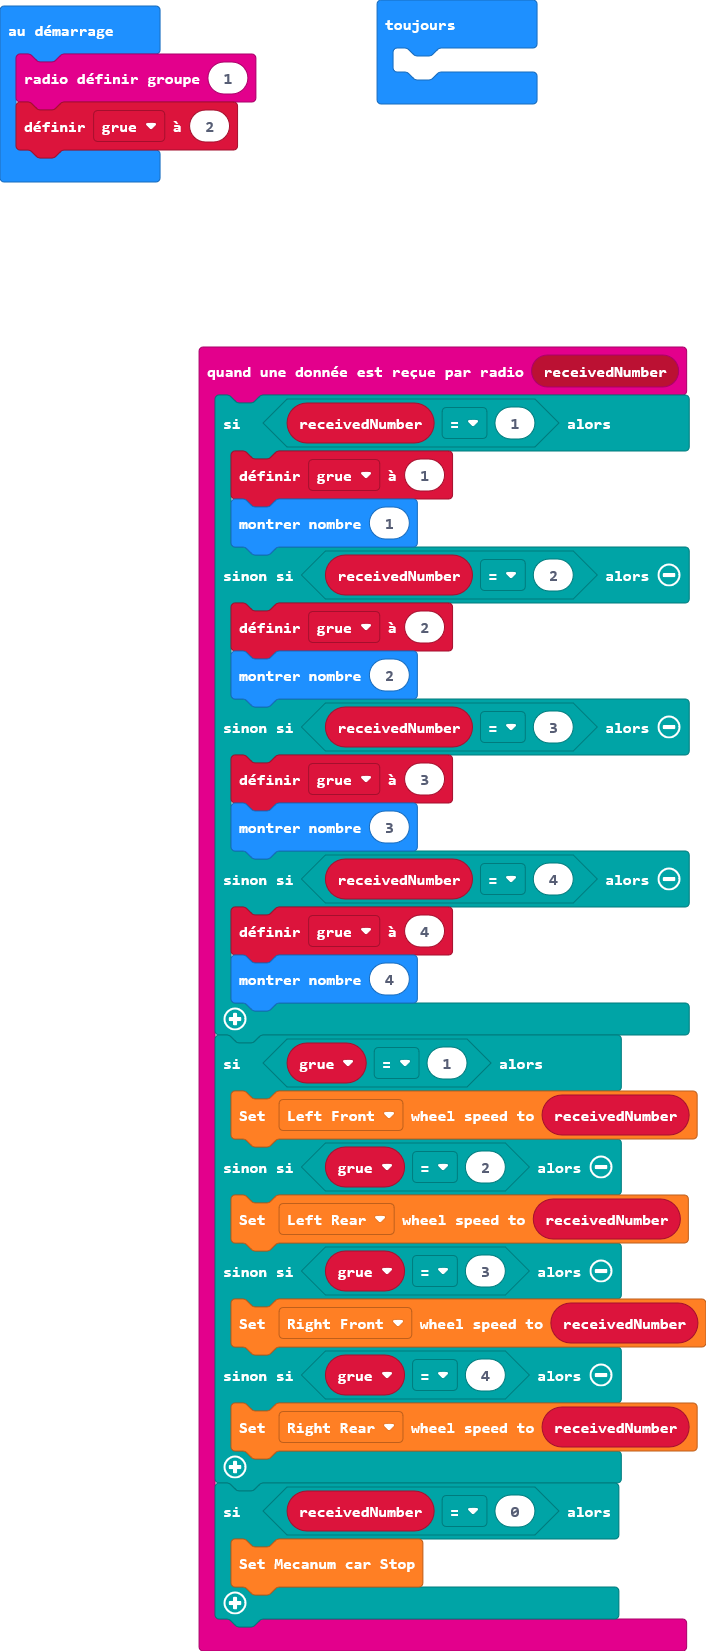 au démarrage
radio définir groupe 1
définir grue à 2
toujours
quand une donnée est reçue par radio receivedNumber
si receivedNumber = 1 alors
définir grue à 1
montrer nombre 1
sinon si receivedNumber = 2 alors
définir grue à 2
montrer nombre 2
sinon si receivedNumber = 3 alors
définir grue à 3
montrer nombre 3
sinon si receivedNumber = 4 alors
définir grue à 4
montrer nombre 4
si grue = 1 alors
Set Left Front wheel speed to receivedNumber
sinon si grue = 2 alors
Set Left Rear wheel speed to receivedNumber
sinon si grue = 3 alors
Set Right Front wheel speed to receivedNumber
sinon si grue = 4 alors
Set Right Rear wheel speed to receivedNumber
si receivedNumber = 0 alors
Set Mecanum car Stop